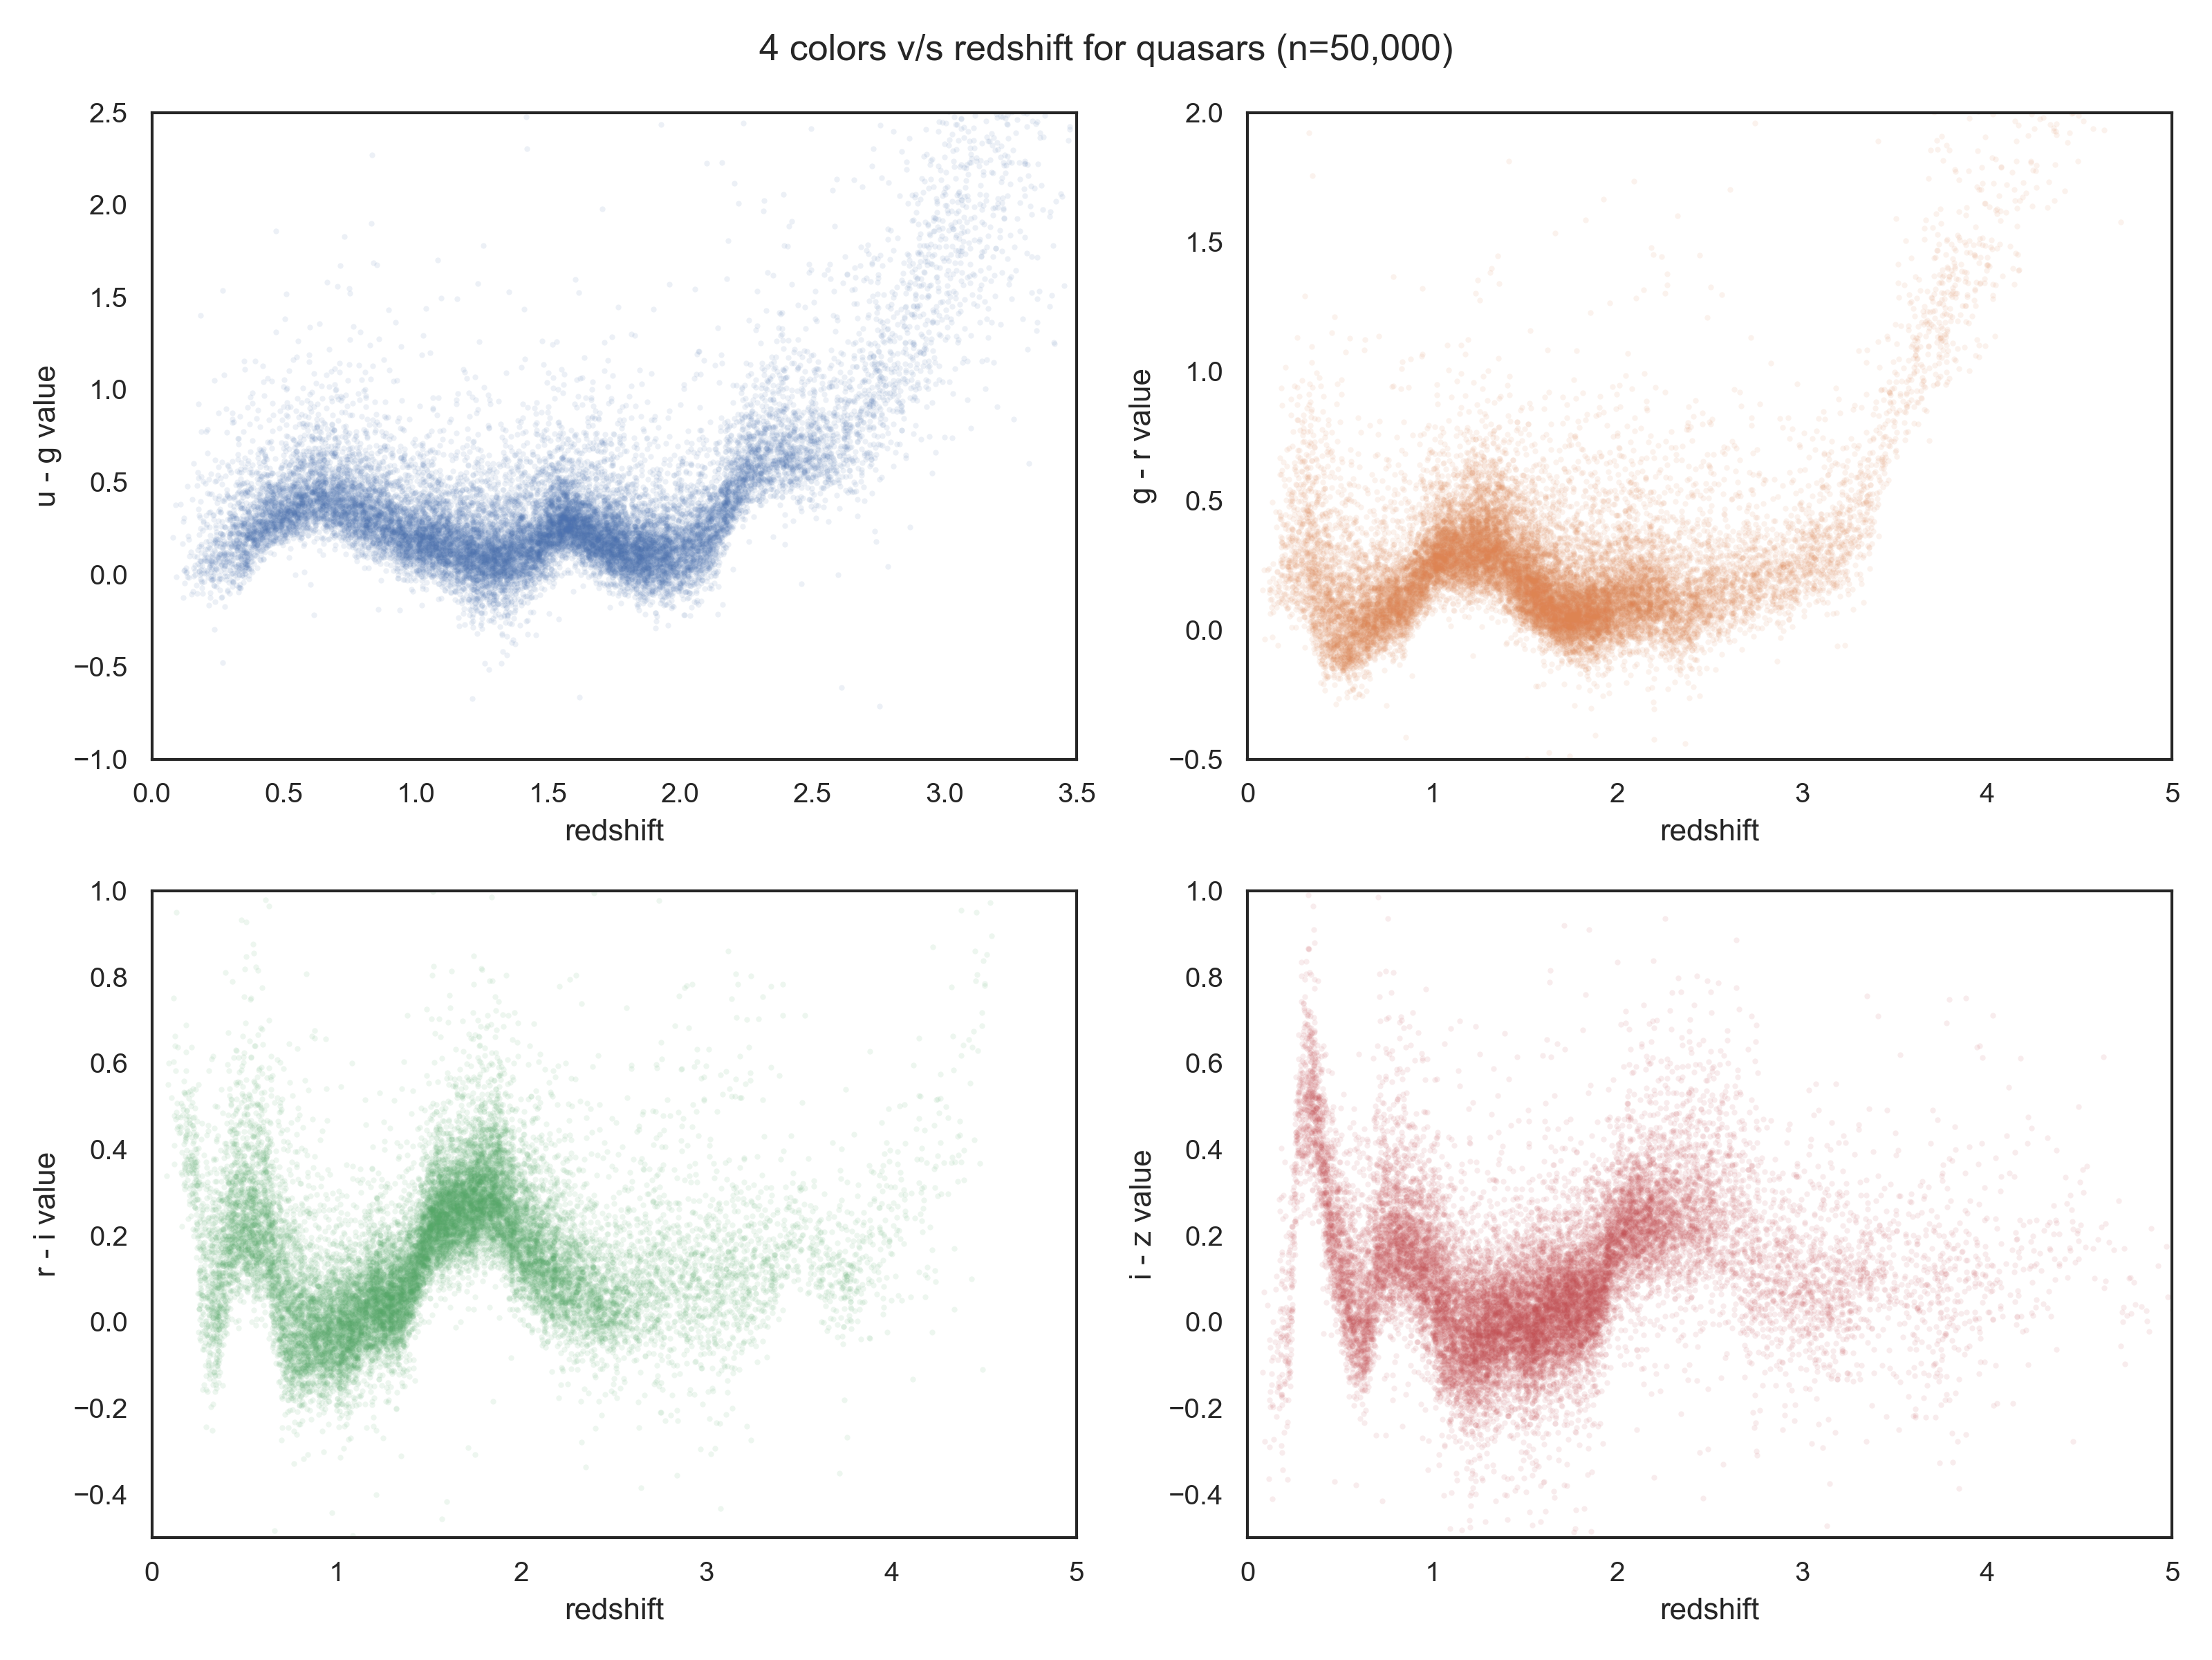 4 colors v/s redshift for quasars (n=50,000)
2.5
2.0
1.5
1.0
0.5
0.0
−0.5
−1.0
u - g value
0.0 0.5 1.0 1.5 2.0 2.5 3.0 3.5
redshift
2.0
1.5
1.0
0.5
0.0
−0.5
g - r value
0 1 2 3 4 5
redshift
1.0
0.8
0.6
0.4
0.2
0.0
−0.2
−0.4
r - i value
0 1 2 3 4 5
redshift
1.0
0.8
0.6
0.4
0.2
0.0
−0.2
−0.4
i - z value
0 1 2 3 4 5
redshift